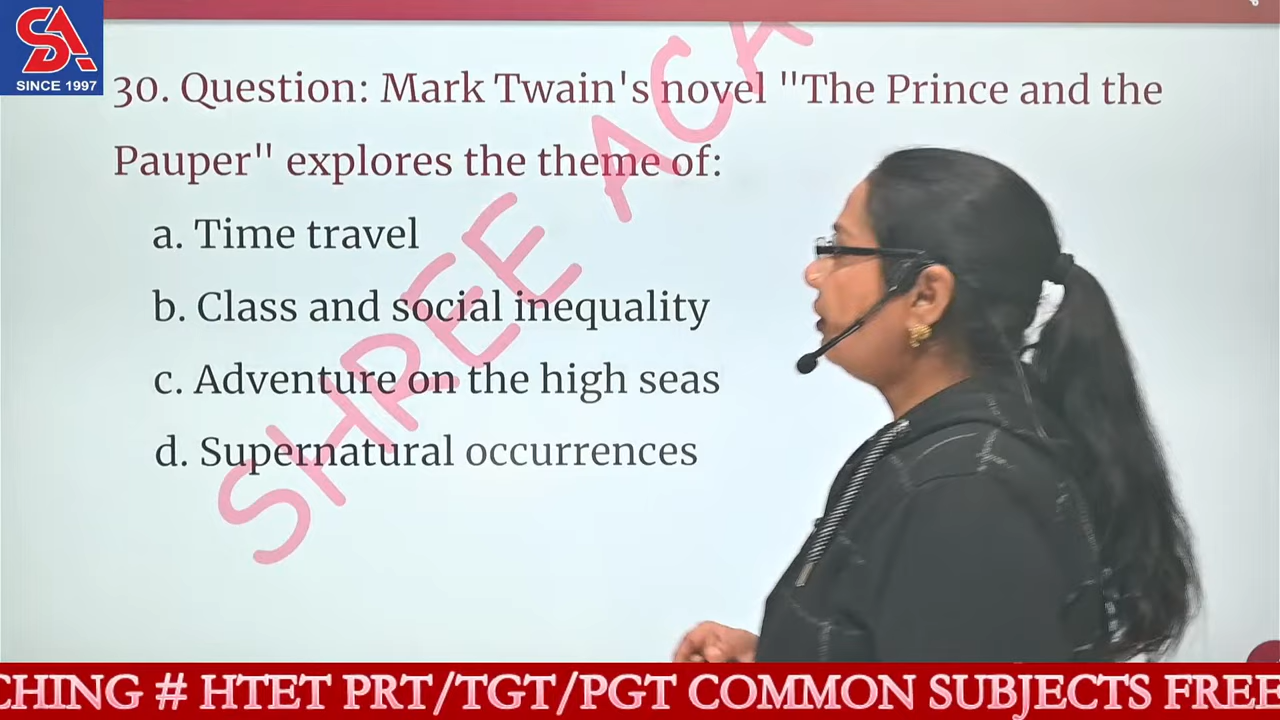 SA
SINCE 1997
30. Question: Mark Twain's novel "The Prince and the
Pauper" explores the theme of:
a. Time travel
b. Class and social inequality
c. Adventure on the high seas
d. Supernatural occurrences
SHREE ACA
CHING # HTET PRT/TGT/PGT COMMON SUBJECTS FREE